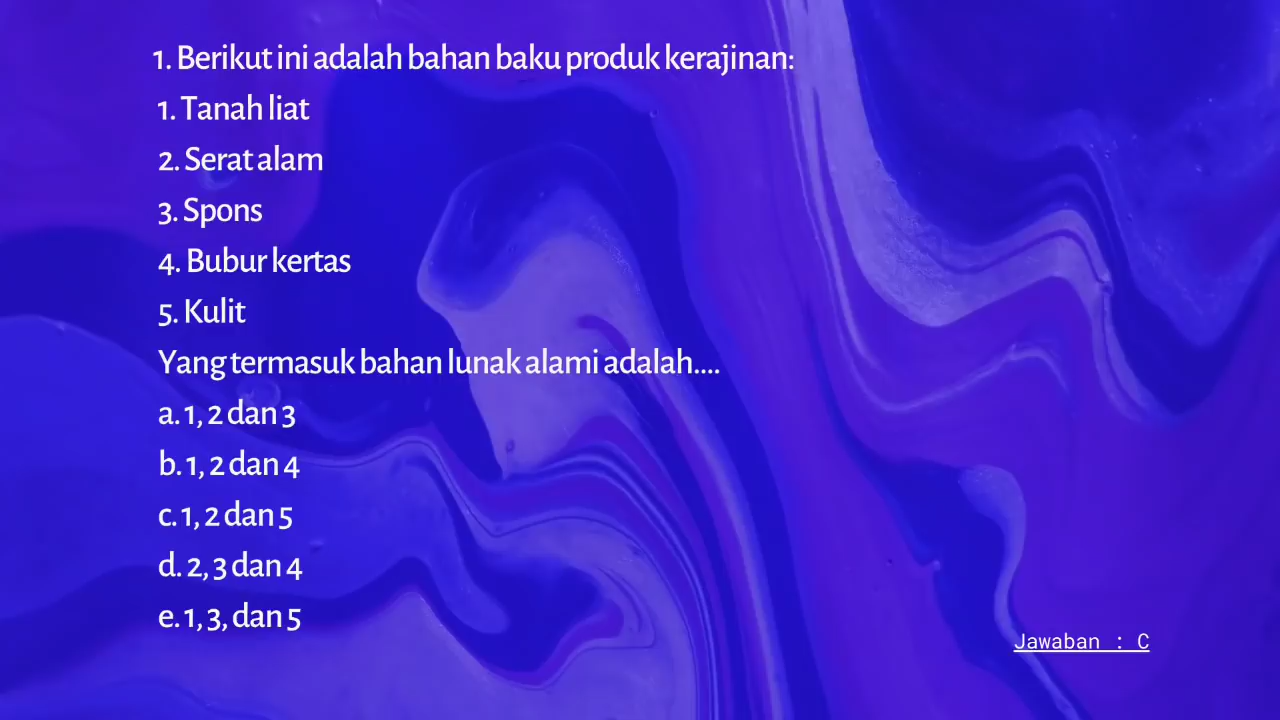 1. Berikut ini adalah bahan baku produk kerajinan:
1. Tanah liat
2. Serat alam
3. Spons
4. Bubur kertas
5. Kulit
Yang termasuk bahan lunak alami adalah....
a. 1, 2 dan 3
b. 1, 2 dan 4
c. 1, 2 dan 5
d. 2, 3 dan 4
e. 1, 3, dan 5
Jawaban : C